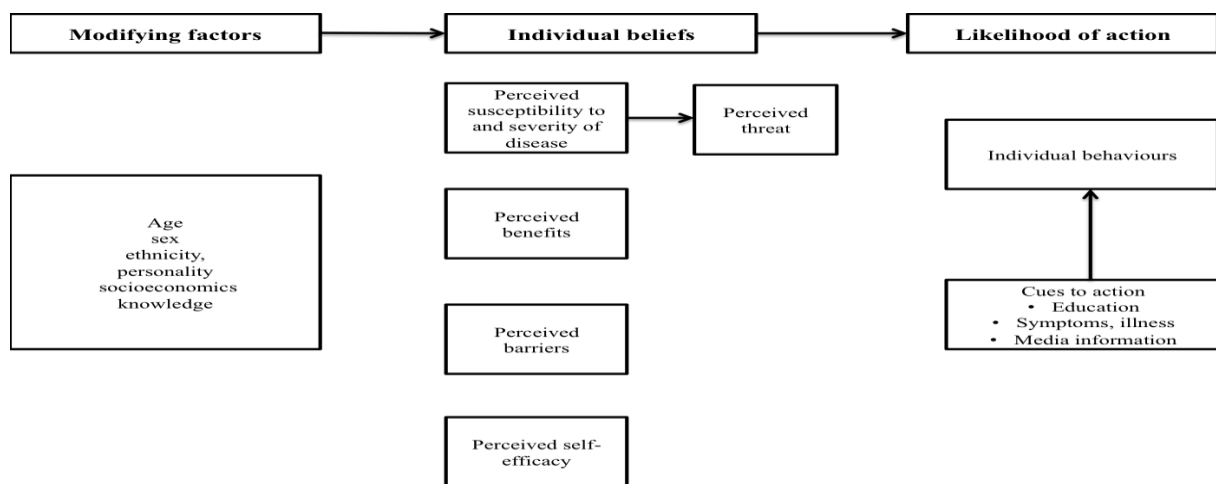 Modifying factors
Individual beliefs
Likelihood of action
Perceived
susceptibility to
and severity of
disease
Perceived
threat
Individual behaviours
Age
sex
ethnicity,
personality
socioeconomics
knowledge
Perceived
benefits
Cues to action
• Education
• Symptoms, illness
• Media information
Perceived
barriers
Perceived self-
efficacy